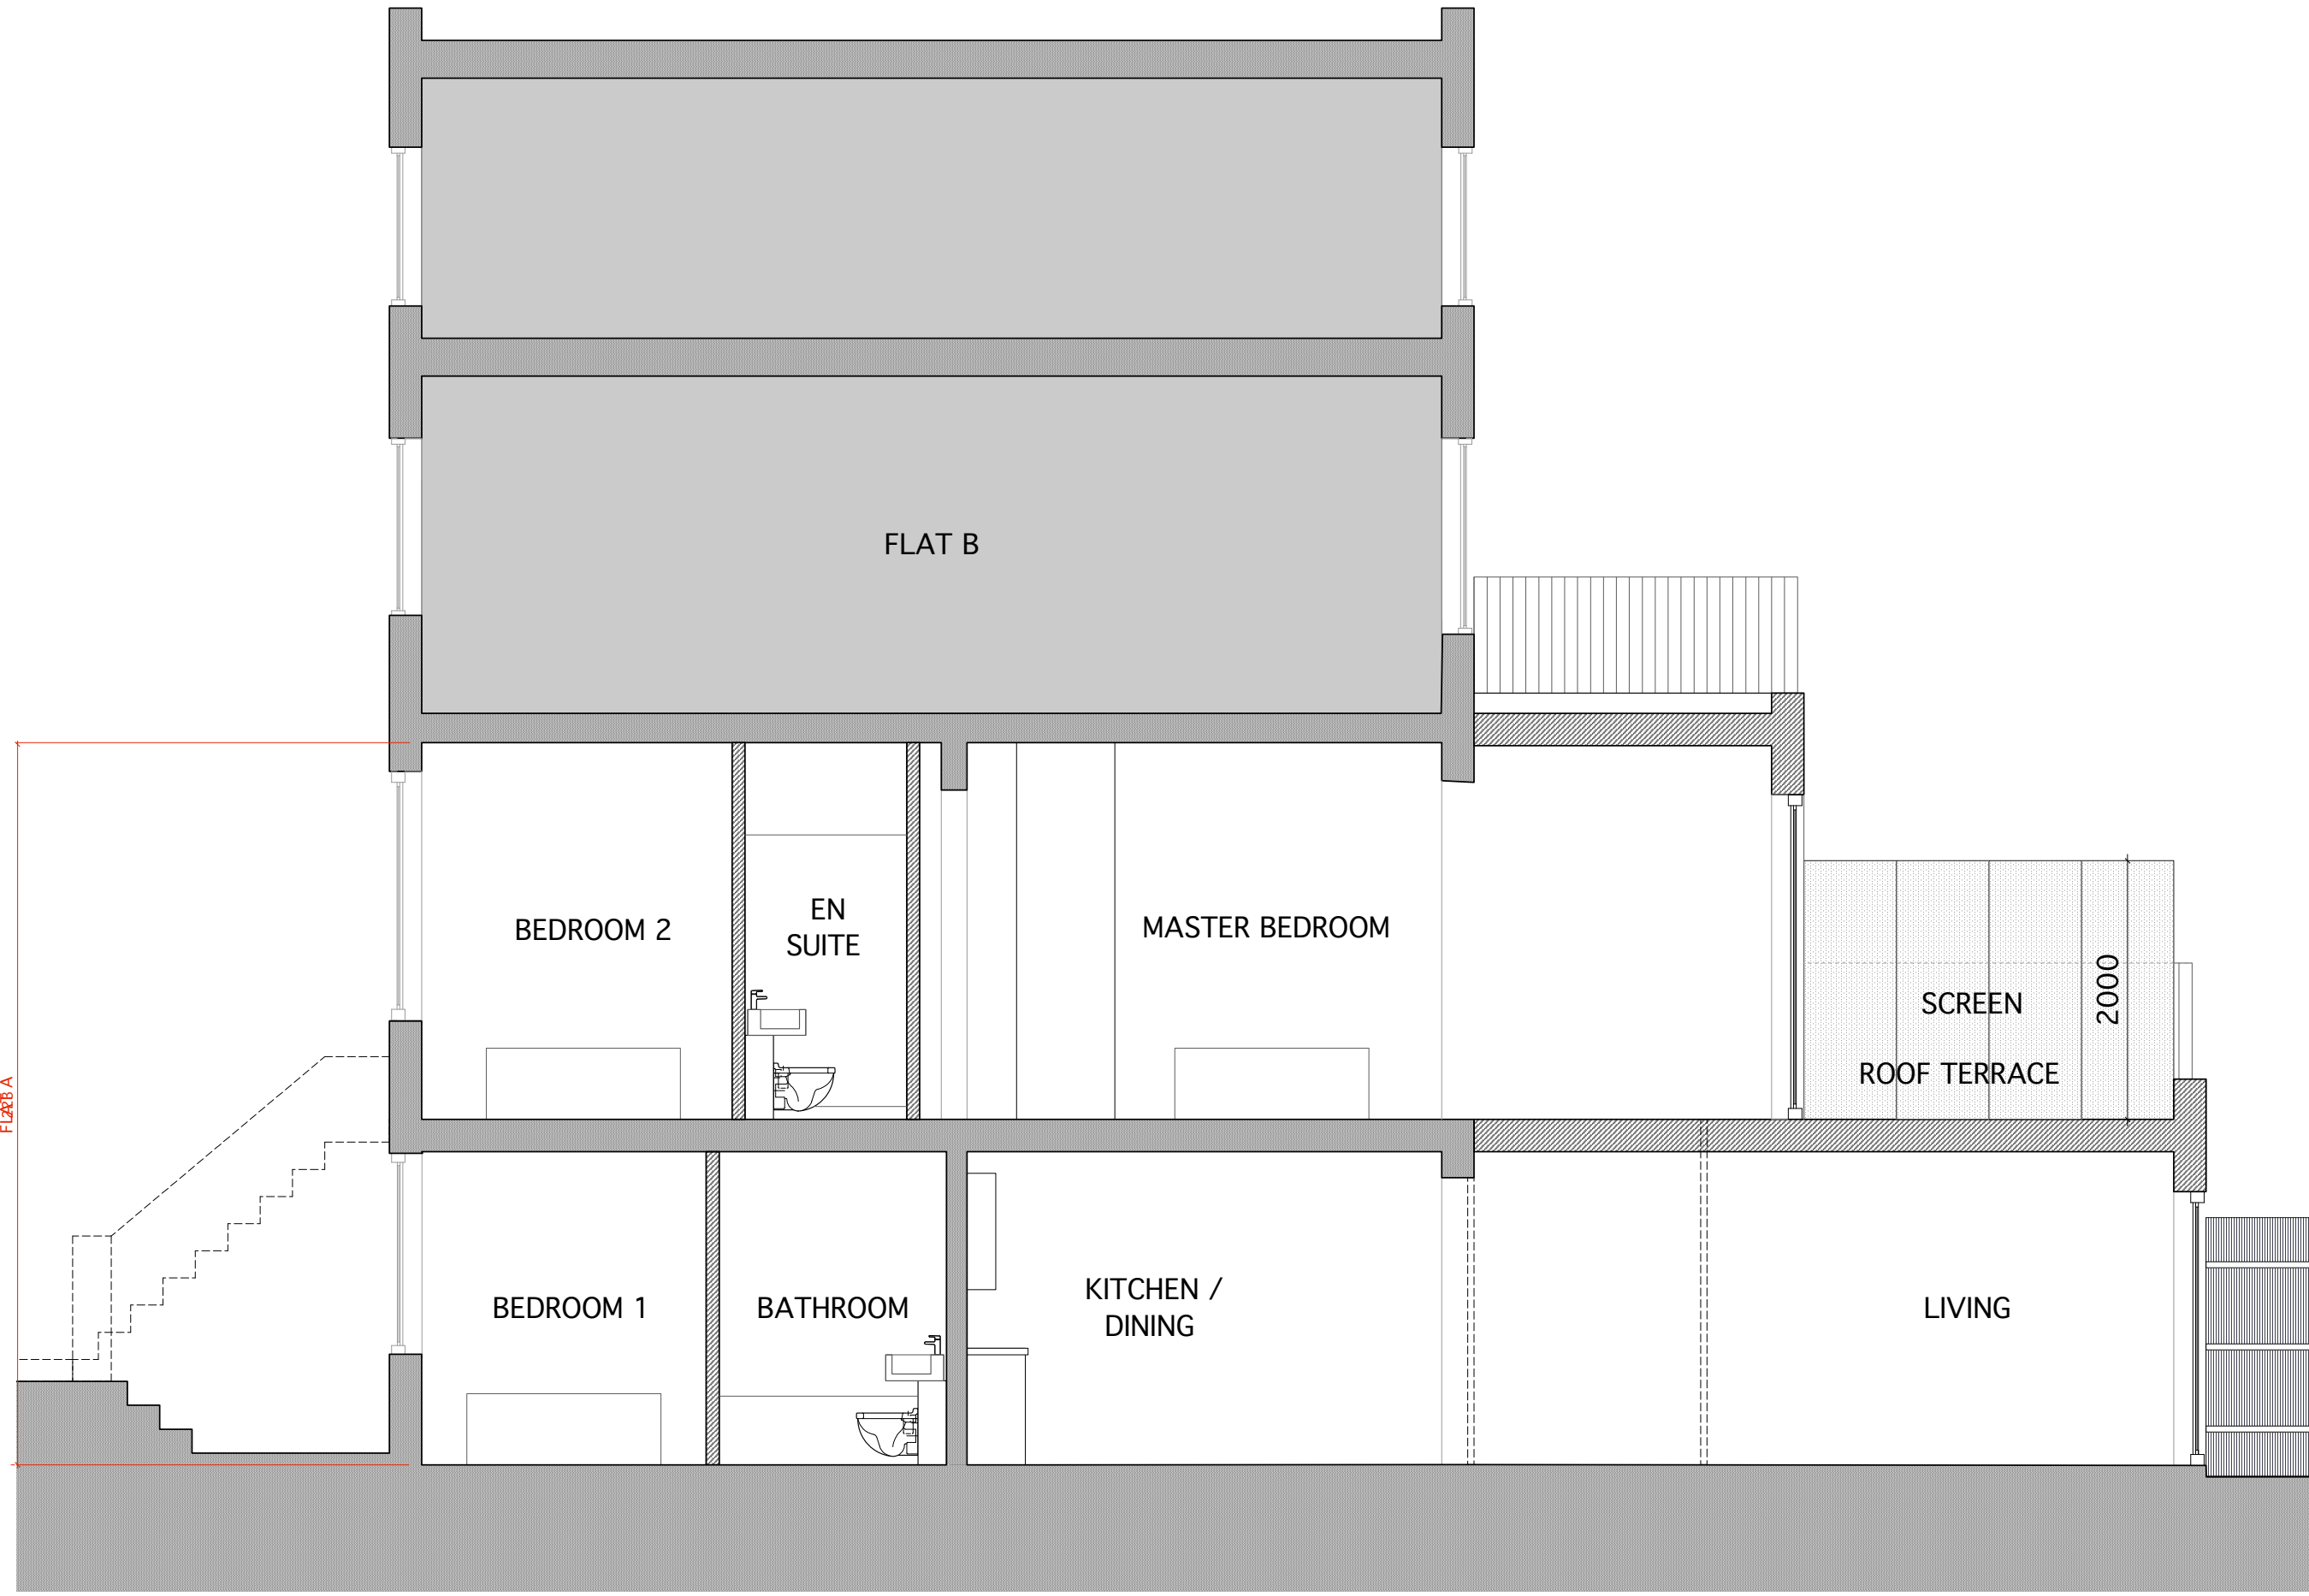 FLAT B
BEDROOM 2
EN
SUITE
MASTER BEDROOM
SCREEN
2000
ROOF TERRACE
BEDROOM 1
BATHROOM
KITCHEN /
DINING
LIVING